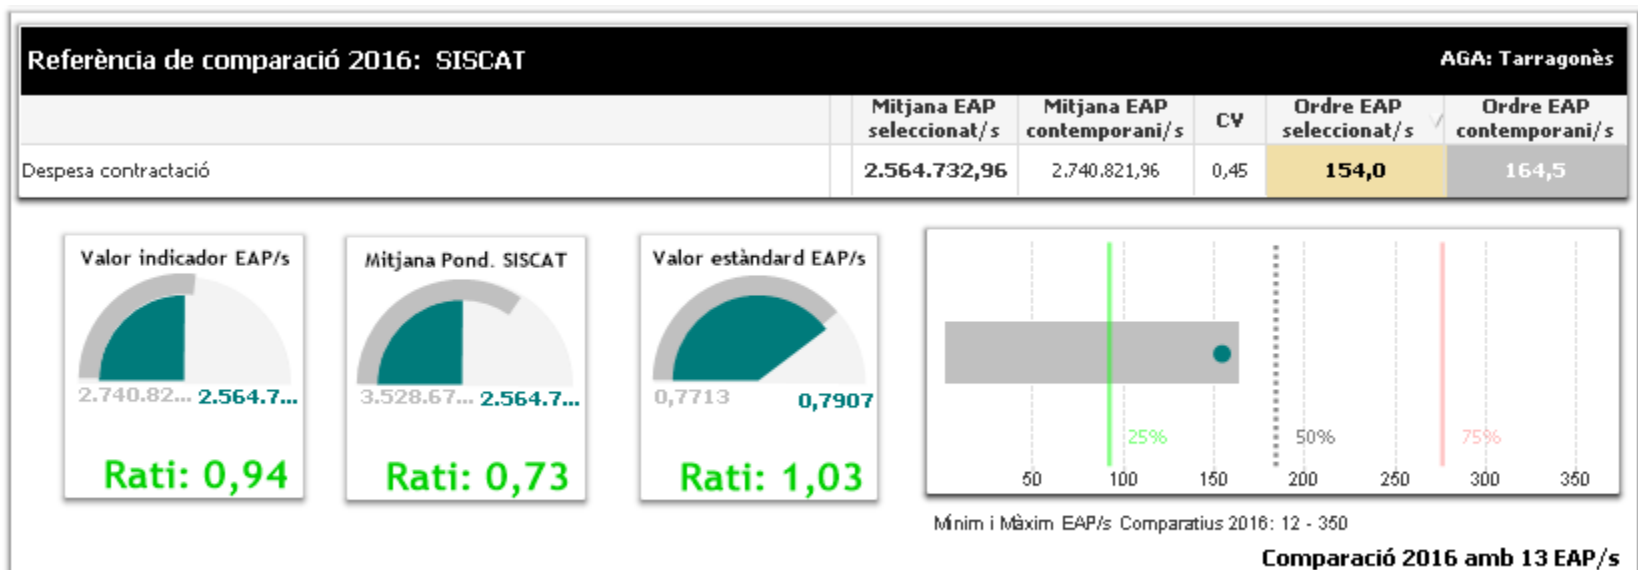 Referència de comparació 2016: SISCAT
AGA: Tarragonès
Mitjana EAP seleccionat/s
Mitjana EAP contemporani/s
CV
Ordre EAP seleccionat/s
Ordre EAP contemporani/s
Despesa contractació
2.564.732,96
2.740.821,96
0,45
154,0
164,5
Valor indicador EAP/s
2.740.82... 2.564.7...
Rati: 0,94
Mitjana Pond. SISCAT
3.528.67... 2.564.7...
Rati: 0,73
Valor estàndard EAP/s
0,7713 0,7907
Rati: 1,03
25% 50% 75%
50 100 150 200 250 300 350
Mínim i Màxim EAP/s Comparatius 2016: 12 - 350
Comparació 2016 amb 13 EAP/s